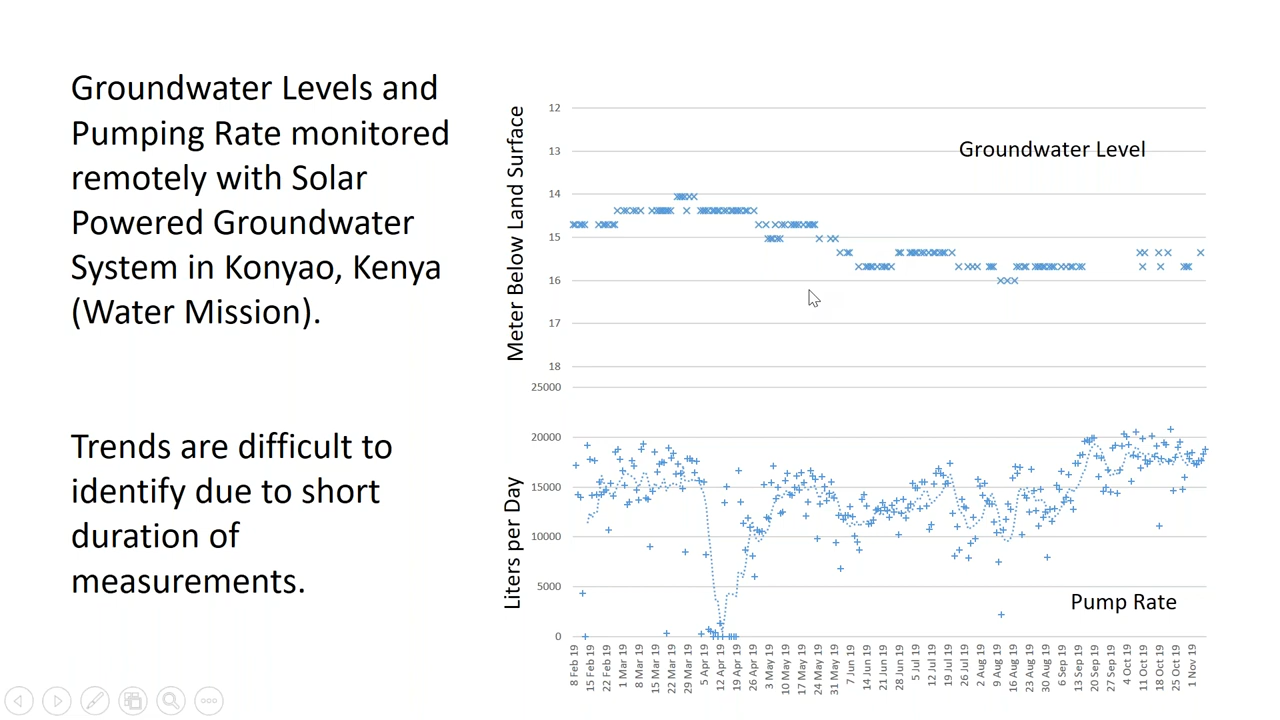 Groundwater Levels and
Pumping Rate monitored
remotely with Solar
Powered Groundwater
System in Konyao, Kenya
(Water Mission).
Trends are difficult to
identify due to short
duration of
measurements.
Meter Below Land Surface
12
13
14
15
16
17
18
Groundwater Level
Liters per Day
25000
20000
15000
10000
5000
0
Pump Rate
8 Feb 19
15 Feb 19
22 Feb 19
1 Mar 19
8 Mar 19
15 Mar 19
22 Mar 19
29 Mar 19
5 Apr 19
12 Apr 19
19 Apr 19
26 Apr 19
3 May 19
10 May 19
17 May 19
24 May 19
31 May 19
7 Jun 19
14 Jun 19
21 Jun 19
28 Jun 19
5 Jul 19
12 Jul 19
19 Jul 19
26 Jul 19
2 Aug 19
9 Aug 19
16 Aug 19
23 Aug 19
30 Aug 19
6 Sep 19
13 Sep 19
20 Sep 19
27 Sep 19
4 Oct 19
11 Oct 19
18 Oct 19
25 Oct 19
1 Nov 19